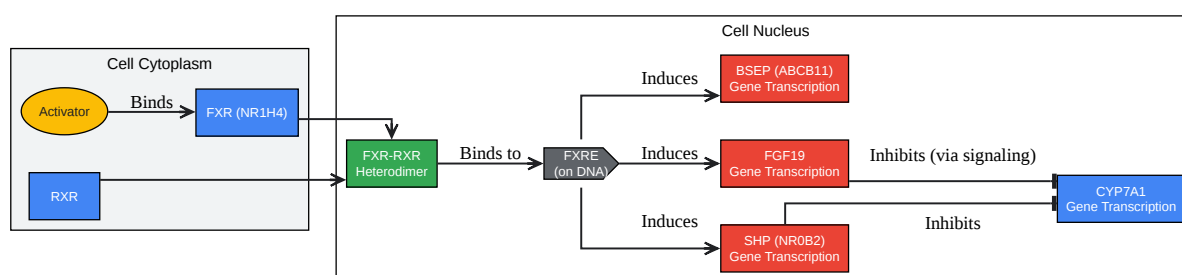 Cell Cytoplasm
Activator
Binds
FXR (NR1H4)
RXR
Cell Nucleus
FXR-RXR
Heterodimer
Binds to
FXRE
(on DNA)
Induces
BSEP (ABCB11)
Gene Transcription
Induces
FGF19
Gene Transcription
Induces
SHP (NR0B2)
Gene Transcription
Inhibits (via signaling)
Inhibits
CYP7A1
Gene Transcription